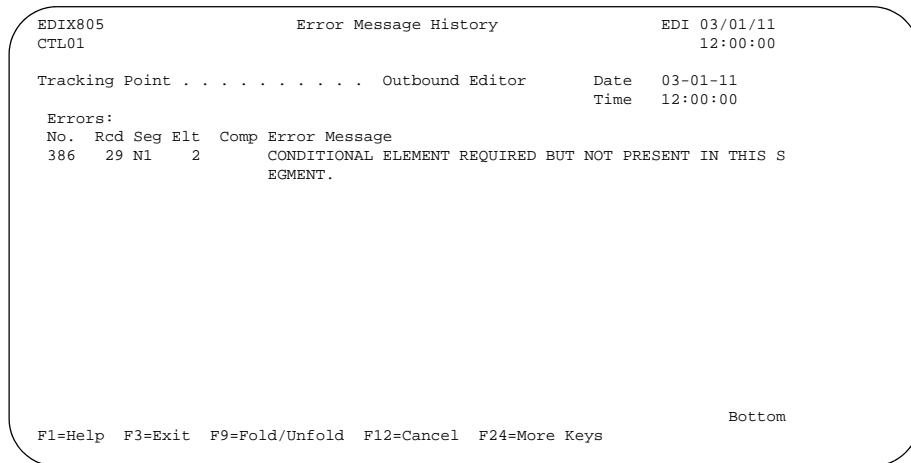 EDIX805 Error Message History EDI 03/01/11
CTL01 12:00:00
Tracking Point . . . . . . . . . . Outbound Editor Date 03-01-11
Time 12:00:00
Errors:
No. Rcd Seg Elt Comp Error Message
386 29 N1 2 CONDITIONAL ELEMENT REQUIRED BUT NOT PRESENT IN THIS S
EGMENT.
Bottom
F1=Help F3=Exit F9=Fold/Unfold F12=Cancel F24=More Keys